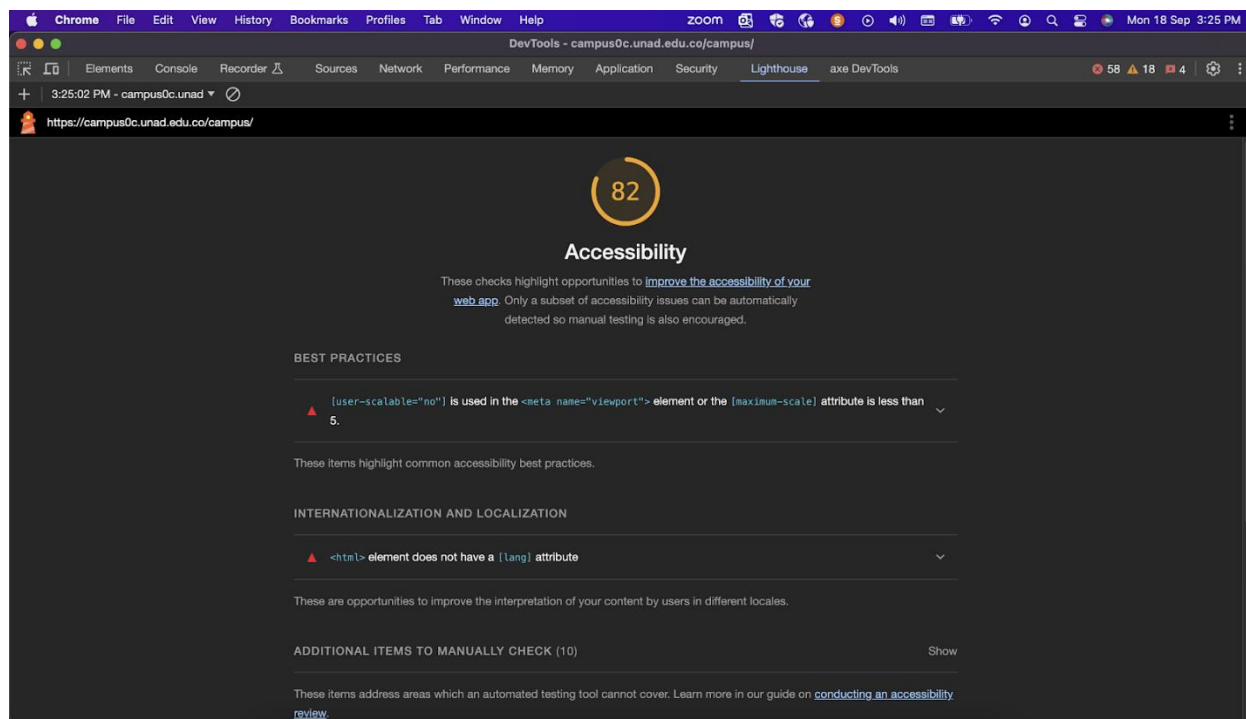 Chrome File Edit View History Bookmarks Profiles Tab Window Help zoom Mon 18 Sep 3:25 PM
DevTools - campus0c.unad.edu.co/campus/
Elements Console Recorder Sources Network Performance Memory Application Security Lighthouse axe DevTools 58 18 4
3:25:02 PM - campus0c.unad
https://campus0c.unad.edu.co/campus/
82
Accessibility
These checks highlight opportunities to improve the accessibility of your
web app. Only a subset of accessibility issues can be automatically
detected so manual testing is also encouraged.
BEST PRACTICES
[user-scalable="no"] is used in the <meta name="viewport"> element or the [maximum-scale] attribute is less than
5.
These items highlight common accessibility best practices.
INTERNATIONALIZATION AND LOCALIZATION
<html> element does not have a [lang] attribute
These are opportunities to improve the interpretation of your content by users in different locales.
ADDITIONAL ITEMS TO MANUALLY CHECK (10) Show
These items address areas which an automated testing tool cannot cover. Learn more in our guide on conducting an accessibility
review.